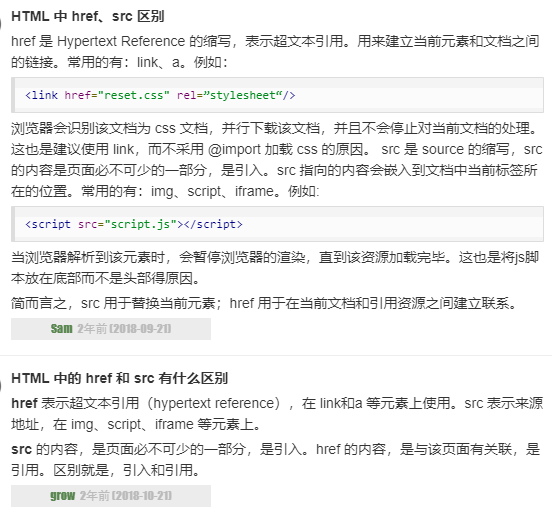 HTML 中 href、src 区别
href 是 Hypertext Reference 的缩写，表示超文本引用。用来建立当前元素和文档之间
的链接。常用的有：link、a。例如：
<link href="reset.css" rel=”stylesheet“/>
浏览器会识别该文档为 css 文档，并行下载该文档，并且不会停止对当前文档的处理。
这也是建议使用 link，而不采用 @import 加载 css 的原因。 src 是 source 的缩写，src
的内容是页面必不可少的一部分，是引入。src 指向的内容会嵌入到文档中当前标签所
在的位置。常用的有：img、script、iframe。例如:
<script src="script.js"></script>
当浏览器解析到该元素时，会暂停浏览器的渲染，直到该资源加载完毕。这也是将js脚
本放在底部而不是头部得原因。
简而言之，src 用于替换当前元素；href 用于在当前文档和引用资源之间建立联系。
Sam 2年前 (2018-09-21)
HTML 中的 href 和 src 有什么区别
href 表示超文本引用（hypertext reference），在 link和a 等元素上使用。src 表示来源
地址，在 img、script、iframe 等元素上。
src 的内容，是页面必不可少的一部分，是引入。href 的内容，是与该页面有关联，是
引用。区别就是，引入和引用。
grow 2年前 (2018-10-21)